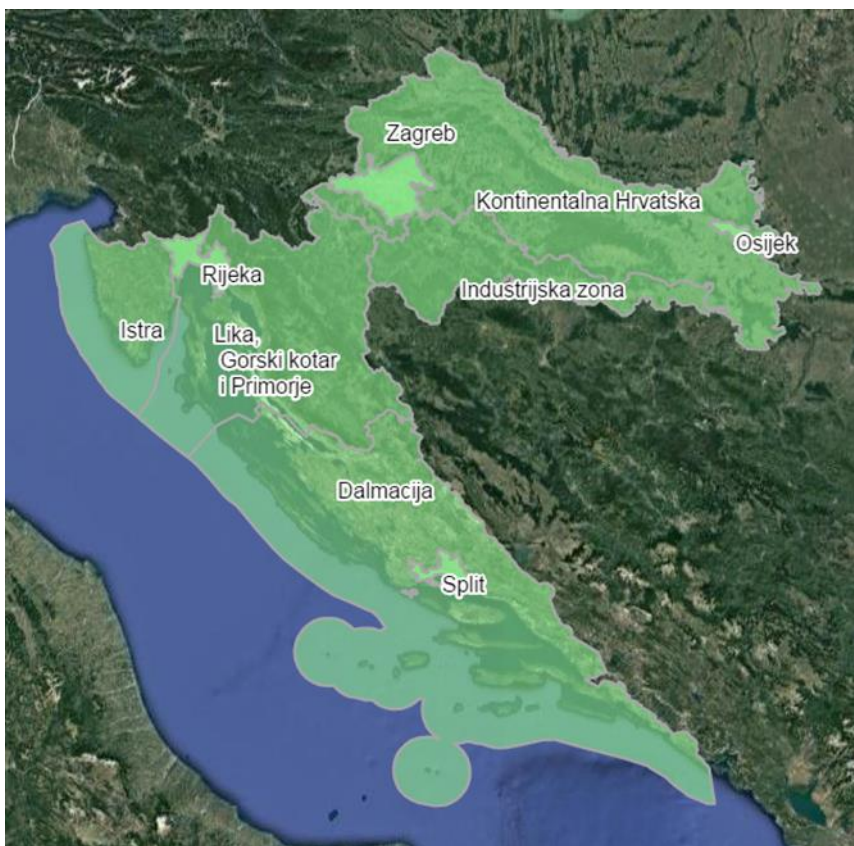 Zagreb
Kontinentalna Hrvatska
Osijek
Rijeka
Industrijska zona
Istra
Lika,
Gorski kotar
i Primorje
Dalmacija
Split